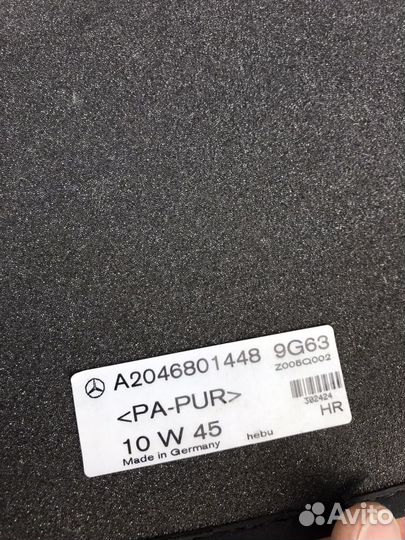 A2046801448 9G63
Z005Q002
<PA-PUR>
302424
10 W 45 HR
Made in Germany hebu
Avito